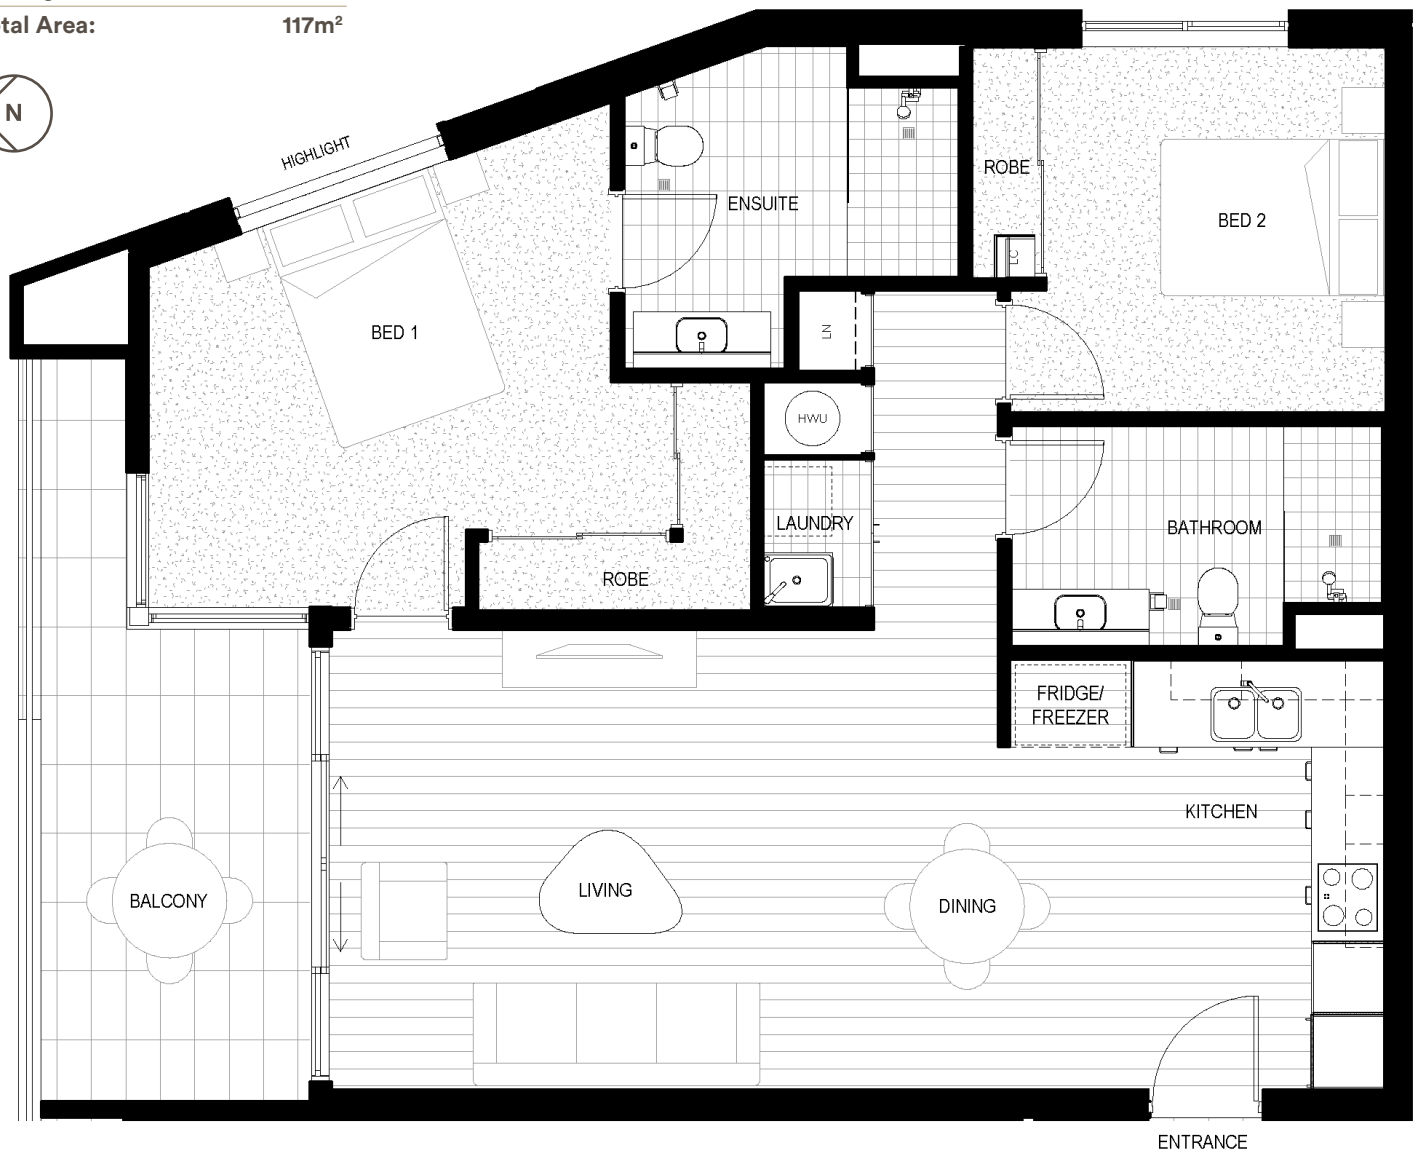 tal Area: 117m²
N
HIGHLIGHT
ROBE
ENSUITE
BED 2
LC
BED 1
LN
HWU
LAUNDRY
BATHROOM
ROBE
FRIDGE/
FREEZER
KITCHEN
LIVING
BALCONY
DINING
ENTRANCE